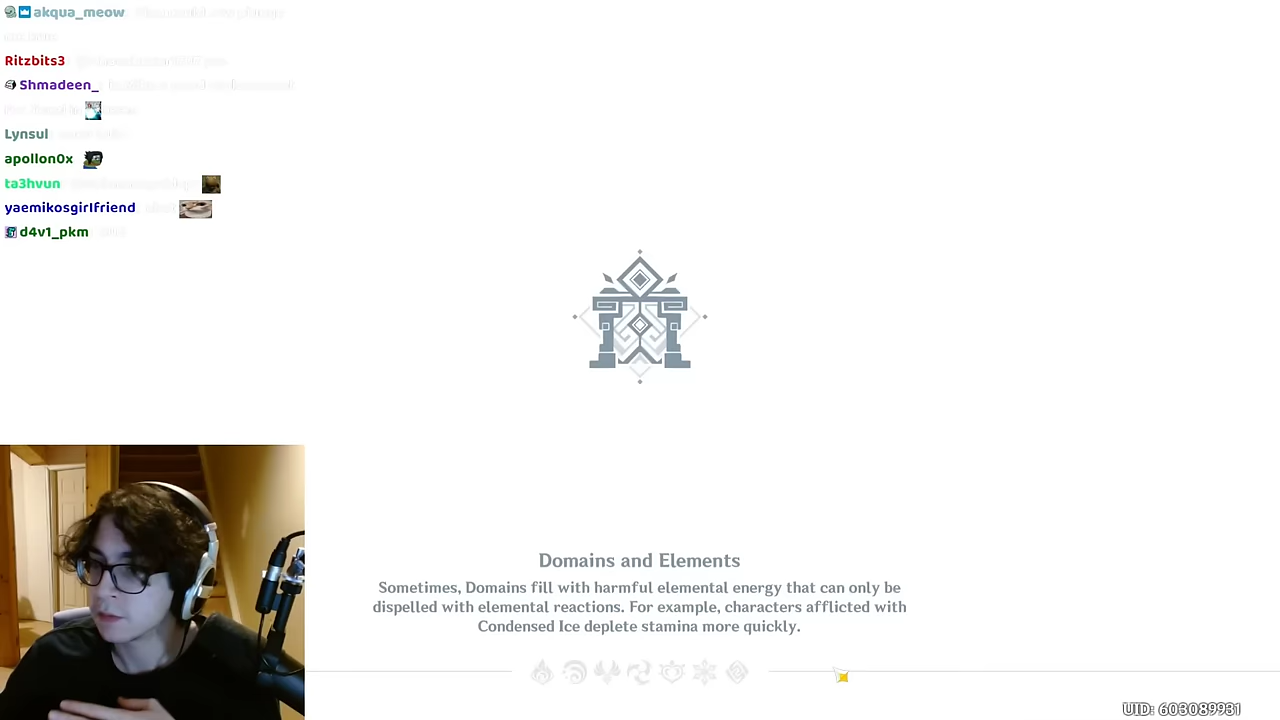 akqua_meow
Ritzbits3
Shmadeen_
Lynsul
apollon0x
ta3hvun
yaemikosgirlfriend
d4v1_pkm
Domains and Elements
Sometimes, Domains fill with harmful elemental energy that can only be
dispelled with elemental reactions. For example, characters afflicted with
Condensed Ice deplete stamina more quickly.
UID: 603089931